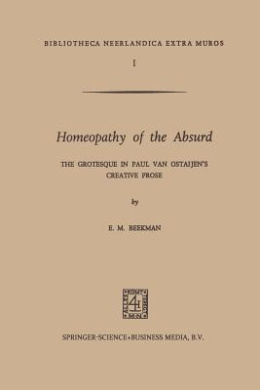 BIBLIOTHECA NEERLANDICA EXTRA MUROS
I
Homeopathy of the Absurd
THE GROTESQUE IN PAUL VAN OSTAIJEN'S
CREATIVE PROSE
by
E. M. BEEKMAN
SPRINGER-SCIENCE+BUSINESS MEDIA, B.V.